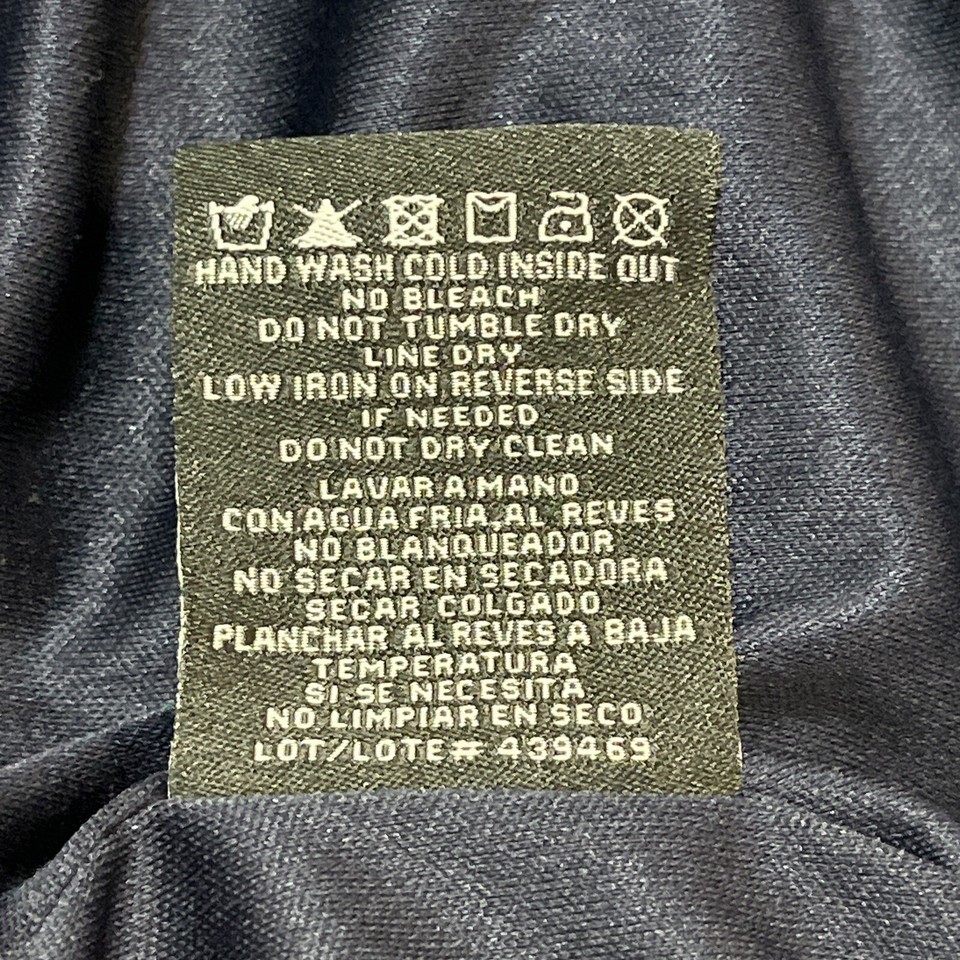 HAND WASH COLD INSIDE OUT
NO BLEACH
DO NOT TUMBLE DRY
LINE DRY
LOW IRON ON REVERSE SIDE
IF NEEDED
DO NOT DRY CLEAN
LAVAR A MANO
CON AGUA FRIA, AL REVES
NO BLANQUEADOR
NO SECAR EN SECADORA
SECAR COLGADO
PLANCHAR AL REVES A BAJA
TEMPERATURA
SI SE NECESITA
NO LIMPIAR EN SECO
LOT/LOTE# 439469